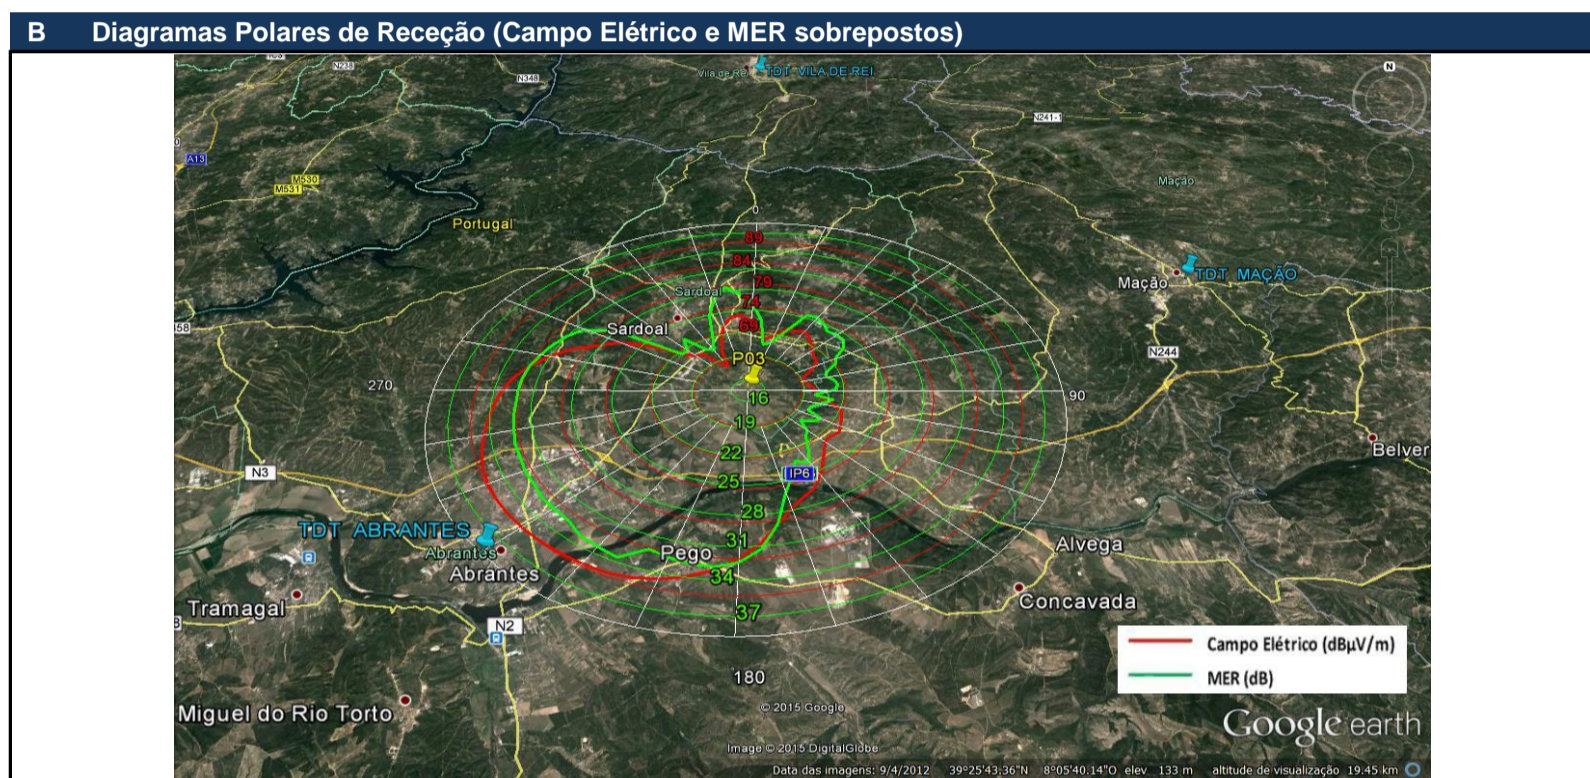 B Diagramas Polares de Receção (Campo Elétrico e MER sobrepostos)
N238
N348
TDT VILA DE REI
N
N241-1
A13
M530
M531
Mação
Portugal
0
89
84
79
74
69
Sardoal
Sardoal
Mação
TDT MAÇÃO
N244
P03
270
90
16
19
22
25
28
31
34
37
IP6
Belver
N3
TDT ABRANTES
Abrantes
Abrantes
Pego
Alvega
Tramagal
Concavada
N2
180
Campo Elétrico (dBµV/m)
MER (dB)
Miguel do Rio Torto
© 2015 Google
Google earth
Image © 2015 DigitalGlobe
Data das imagens: 9/4/2012 39°25'43.36"N 8°05'40.14"O elev 133 m altitude de visualização 19.45 km